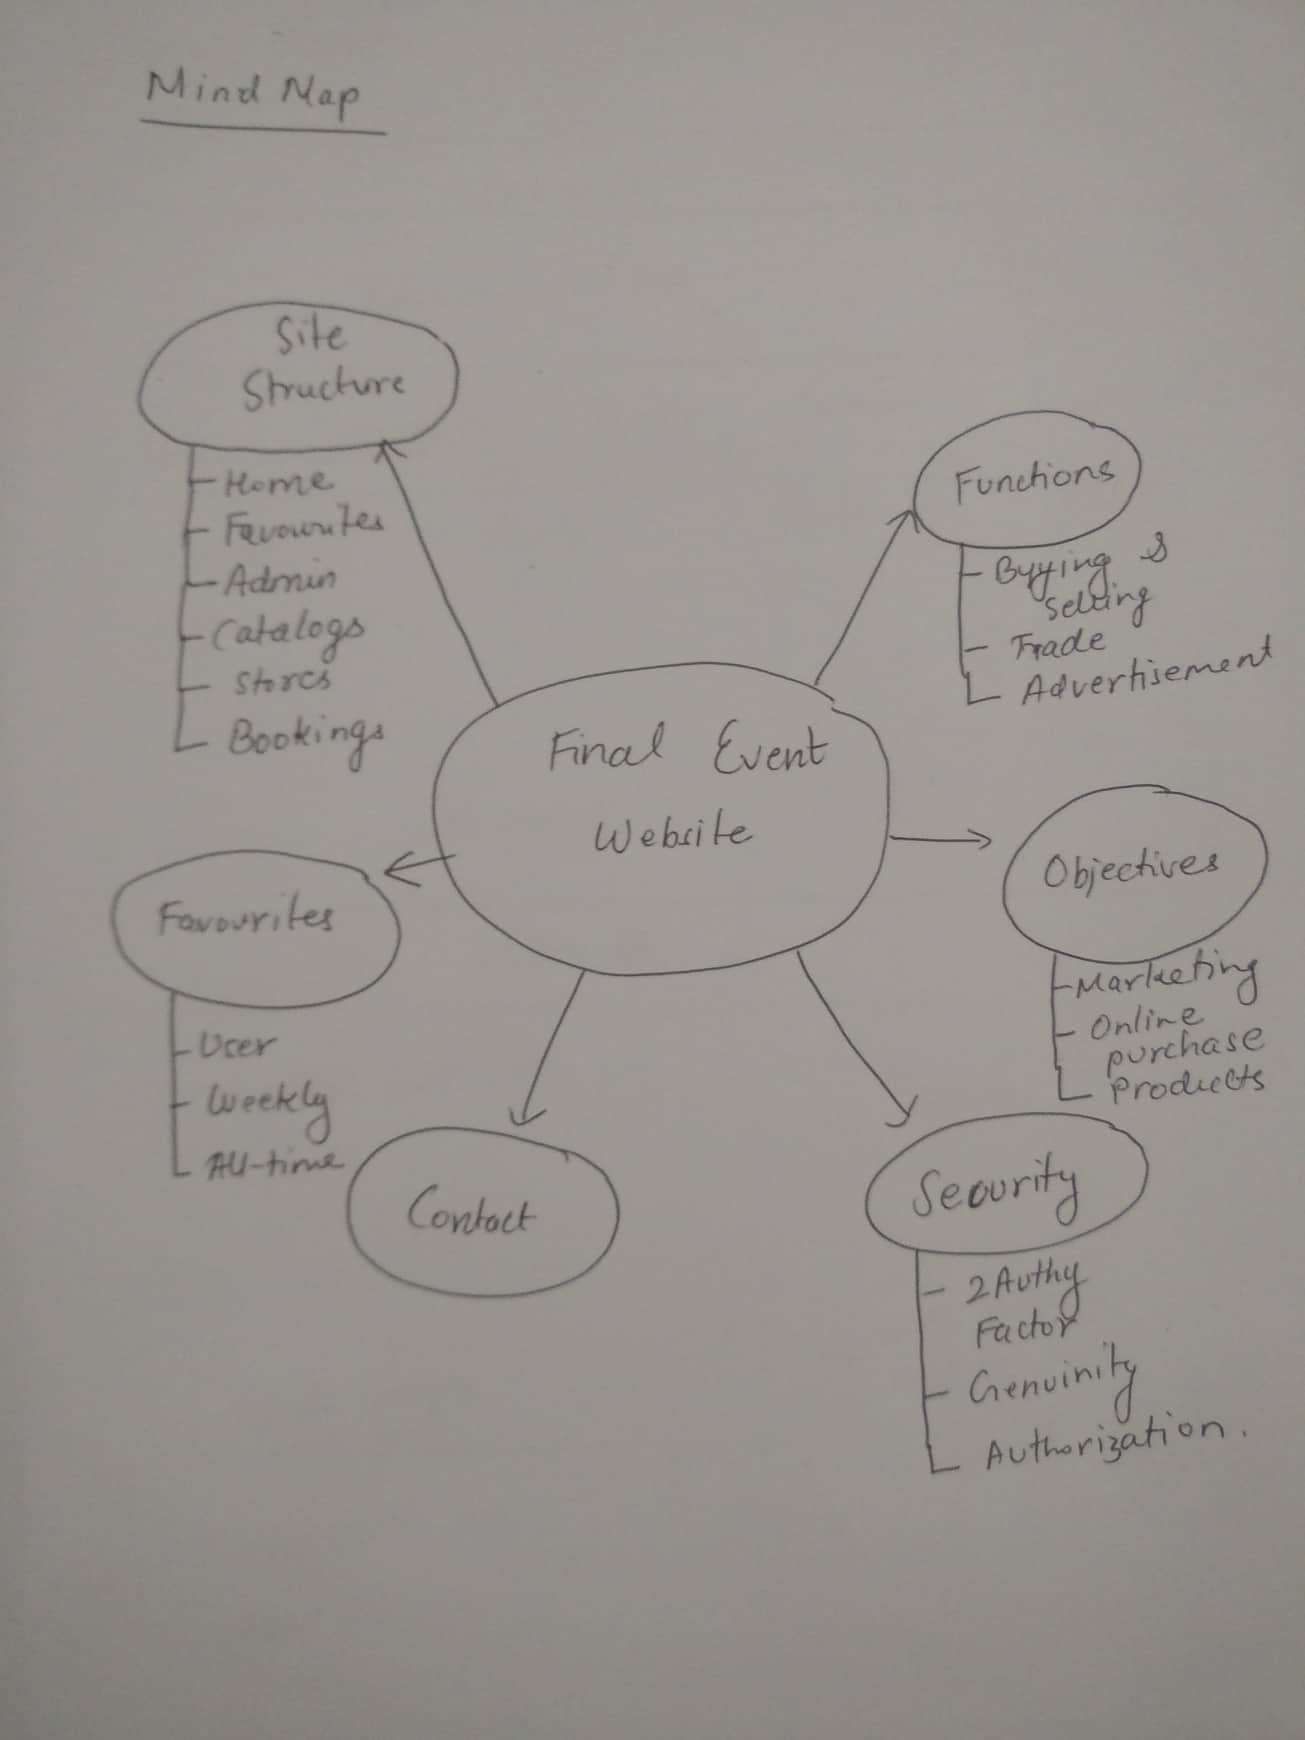 Mind Map
Site
Structure
Home
Favourites
Admin
Catalogs
Stores
Bookings
Functions
Buying &
Selling
Trade
Advertisement
Final Event
Website
Objectives
Marketing
Online
purchase
Products
Favourites
User
Weekly
All-time
Contact
Security
2 Authy
Factor
Genuinity
Authorization.